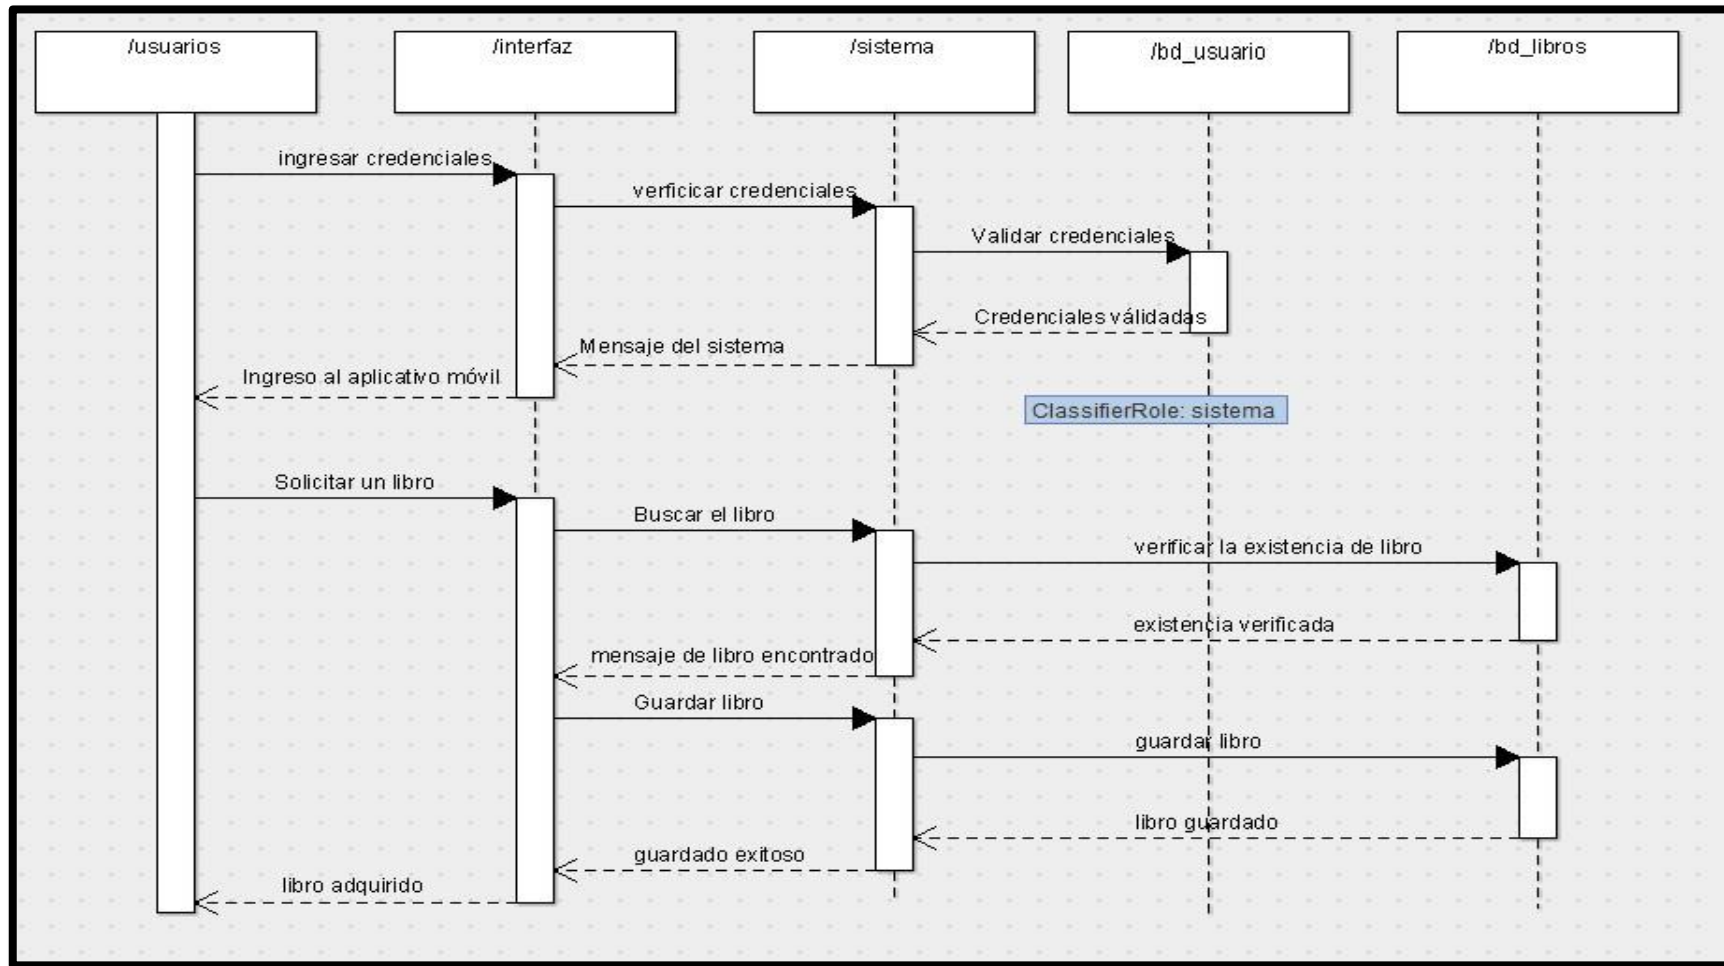 /usuarios
/interfaz
/sistema
/bd_usuario
/bd_libros
ingresar credenciales
verficicar credenciales
Validar credenciales
Credenciales válidadas
Mensaje del sistema
Ingreso al aplicativo móvil
ClassifierRole: sistema
Solicitar un libro
Buscar el libro
verificar la existencia de libro
existencia verificada
mensaje de libro encontrado
Guardar libro
guardar libro
libro guardado
guardado exitoso
libro adquirido